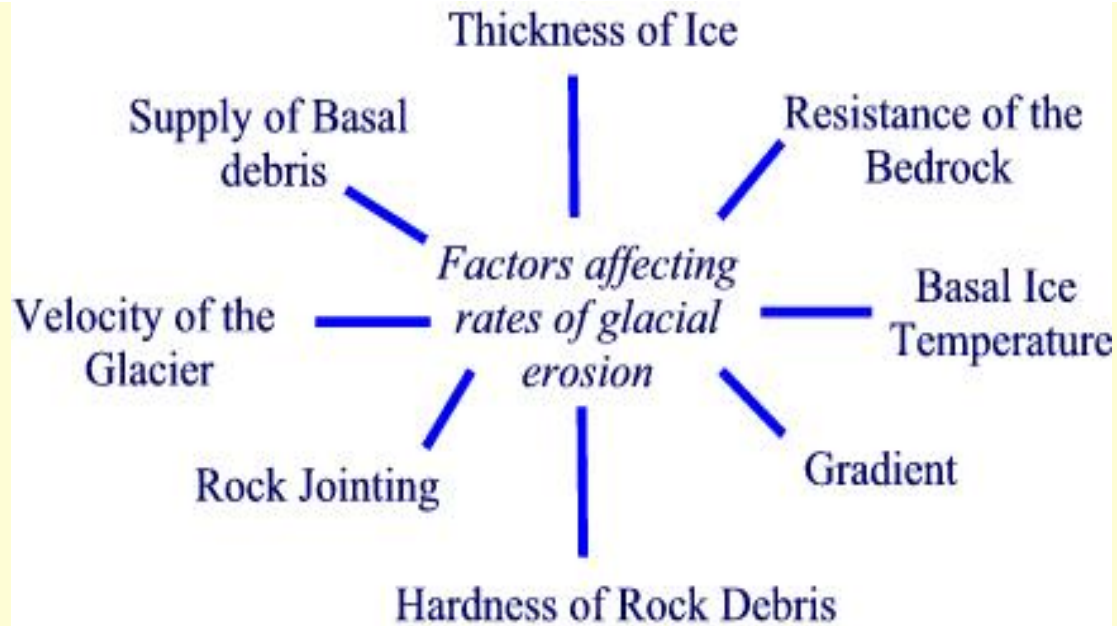 Thickness of Ice
Supply of Basal
debris
Resistance of the
Bedrock
Factors affecting
rates of glacial
erosion
Velocity of the
Glacier
Basal Ice
Temperature
Rock Jointing
Gradient
Hardness of Rock Debris